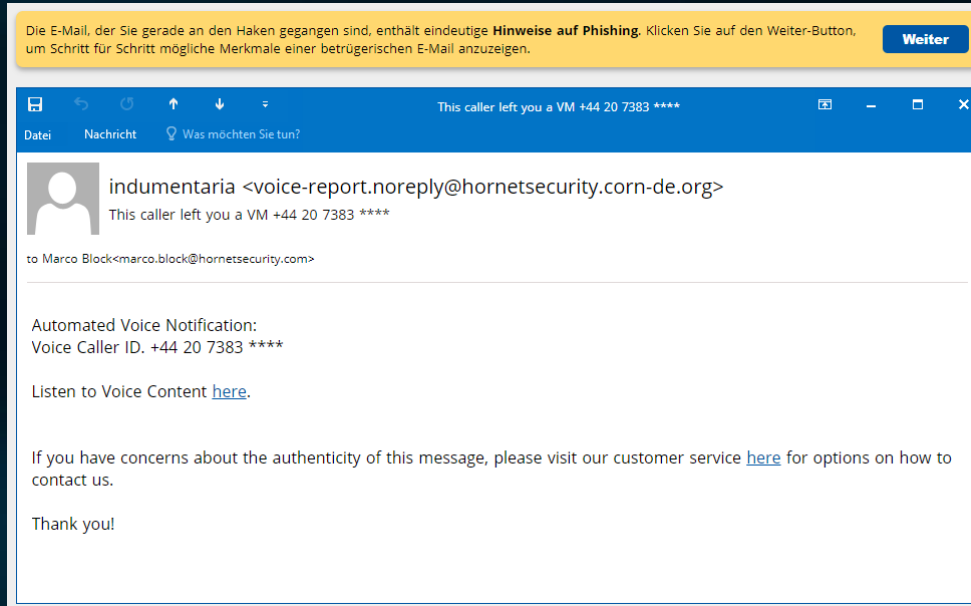 Die E-Mail, der Sie gerade an den Haken gegangen sind, enthält eindeutige Hinweise auf Phishing. Klicken Sie auf den Weiter-Button,
um Schritt für Schritt mögliche Merkmale einer betrügerischen E-Mail anzuzeigen.
Weiter
This caller left you a VM +44 20 7383 ****
Datei Nachricht Was möchten Sie tun?
indumentaria <voice-report.noreply@hornetsecurity.corn-de.org>
This caller left you a VM +44 20 7383 ****
to Marco Block<marco.block@hornetsecurity.com>
Automated Voice Notification:
Voice Caller ID. +44 20 7383 ****
Listen to Voice Content here.
If you have concerns about the authenticity of this message, please visit our customer service here for options on how to
contact us.
Thank you!